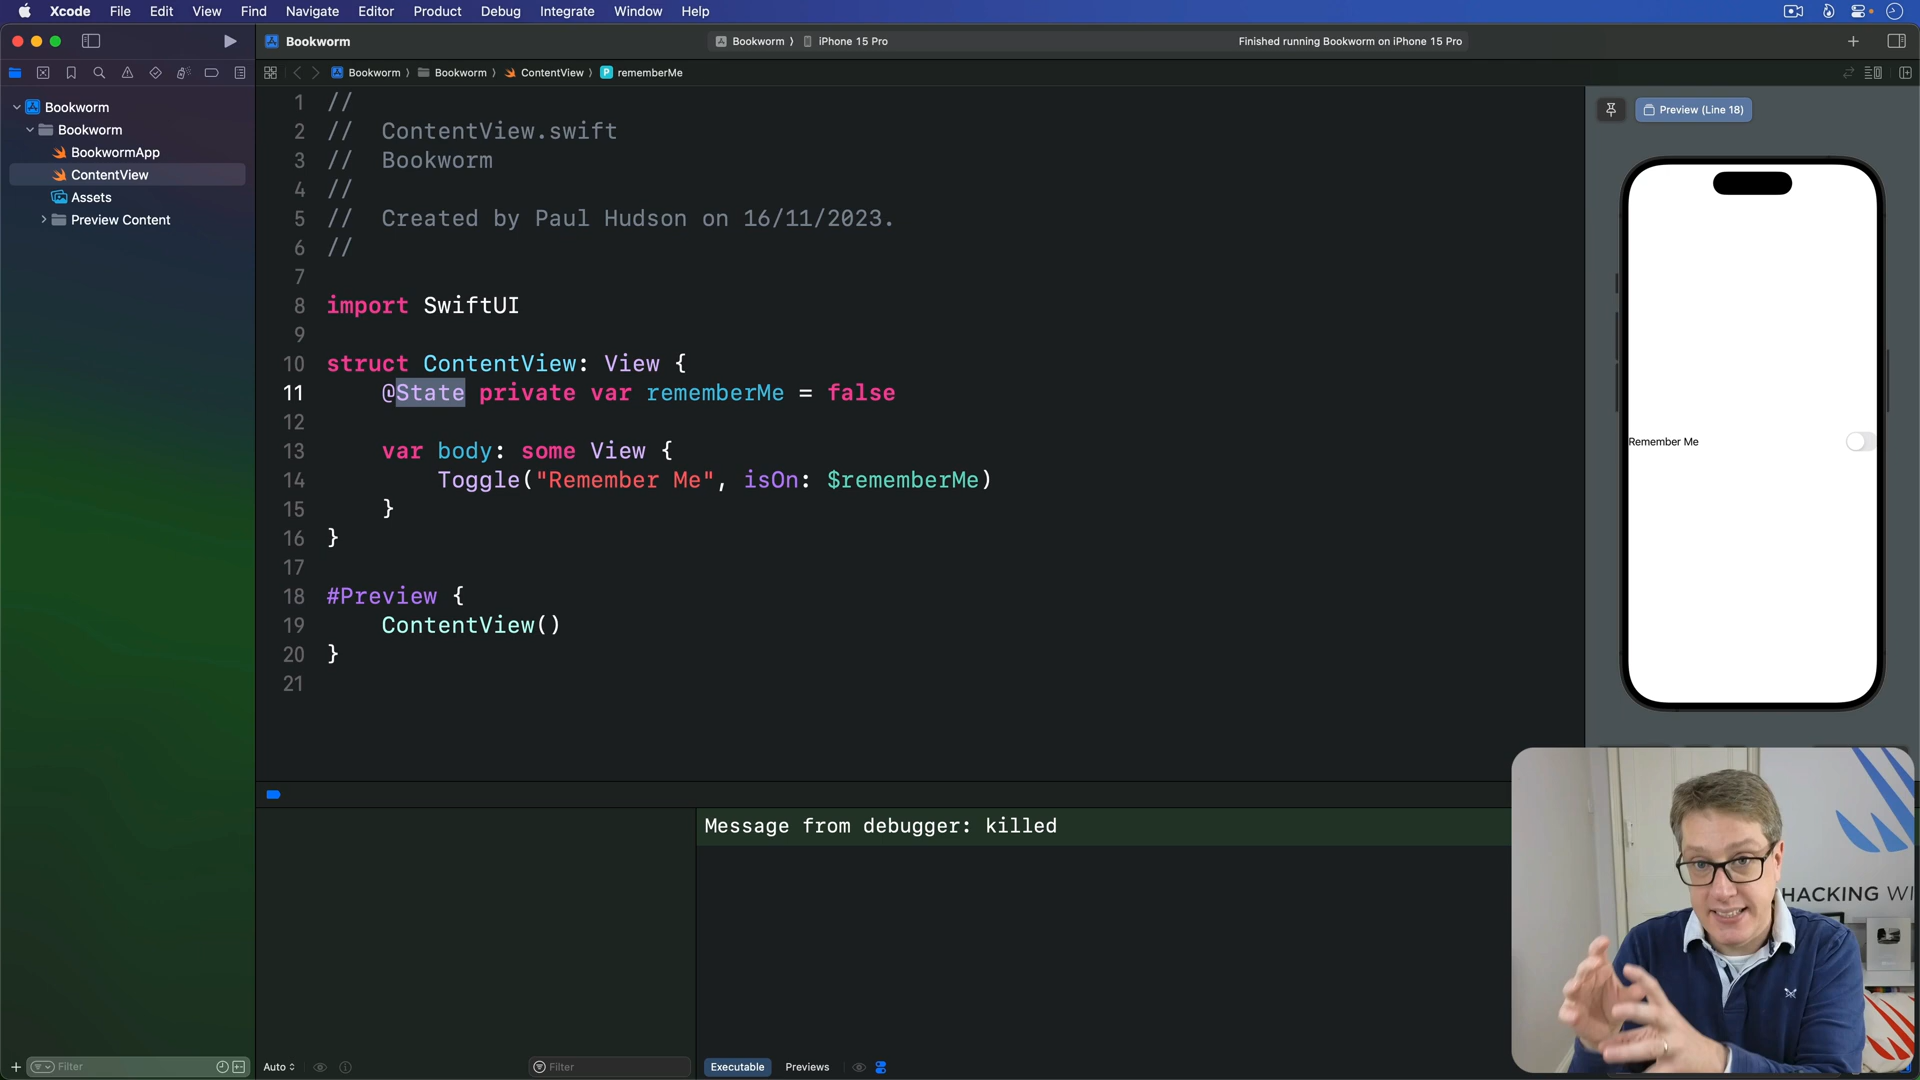 Xcode File Edit View Find Navigate Editor Product Debug Integrate Window Help
Bookworm
Bookworm iPhone 15 Pro
Finished running Bookworm on iPhone 15 Pro
Bookworm Bookworm ContentView P rememberMe
Bookworm
Bookworm
BookwormApp
ContentView
Assets
Preview Content
1 //
2 // ContentView.swift
3 // Bookworm
4 //
5 // Created by Paul Hudson on 16/11/2023.
6 //
7
8 import SwiftUI
9
10 struct ContentView: View {
11 @State private var rememberMe = false
12
13 var body: some View {
14 Toggle("Remember Me", isOn: $rememberMe)
15 }
16 }
17
18 #Preview {
19 ContentView()
20 }
21
Preview (Line 18)
Remember Me
Message from debugger: killed
HACKING WI
Filter
Auto
Filter
Executable Previews